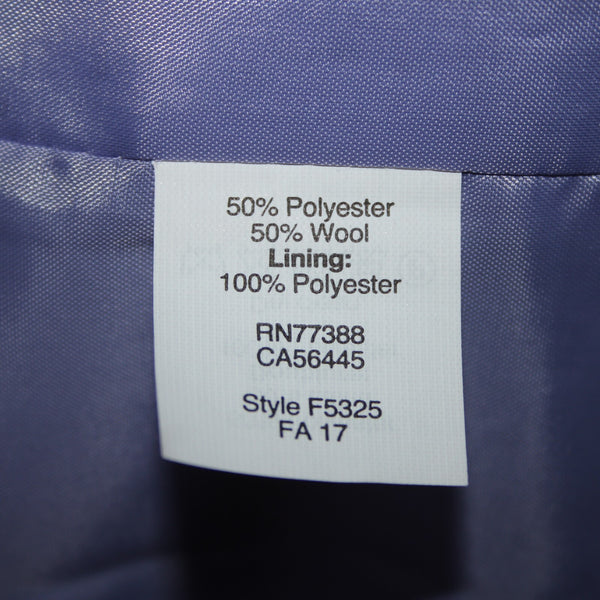 50% Polyester
50% Wool
Lining:
100% Polyester
RN77388
CA56445
Style F5325
FA 17